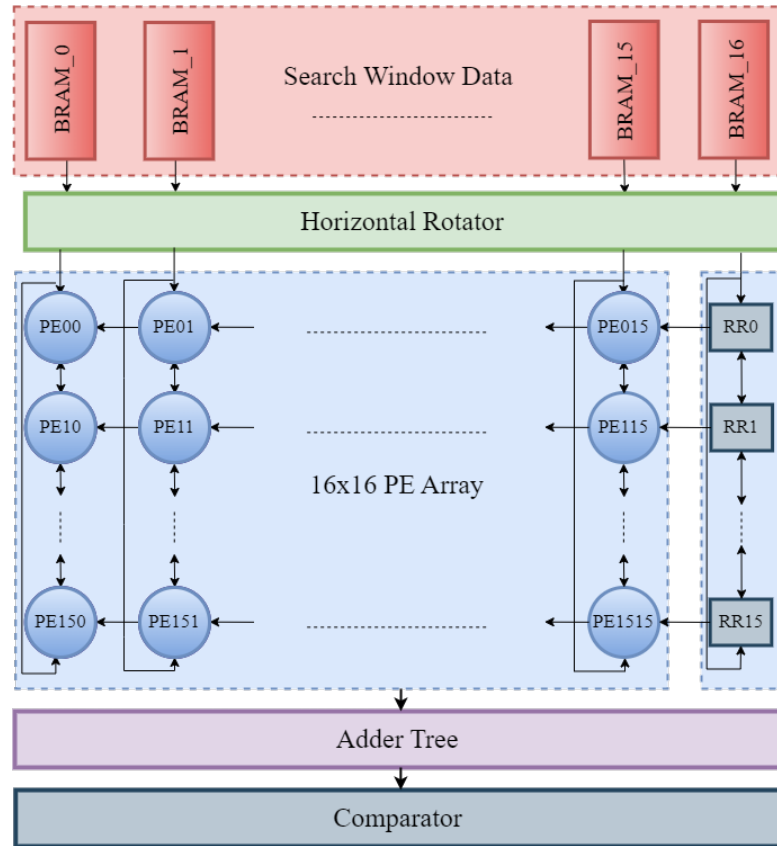 BRAM_0
BRAM_1
Search Window Data
BRAM_15
BRAM_16
Horizontal Rotator
PE00
PE01
PE015
RR0
PE10
PE11
PE115
RR1
16x16 PE Array
PE150
PE151
PE1515
RR15
Adder Tree
Comparator